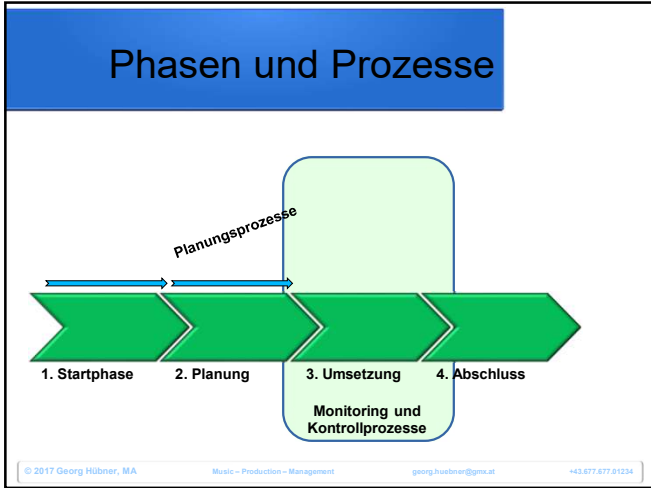 Phasen und Prozesse
Planungsprozesse
1. Startphase
2. Planung
3. Umsetzung
4. Abschluss
Monitoring und
Kontrollprozesse
© 2017 Georg Hübner, MA
Music – Production – Management
georg.huebner@gmx.at
+43.677.677.01234